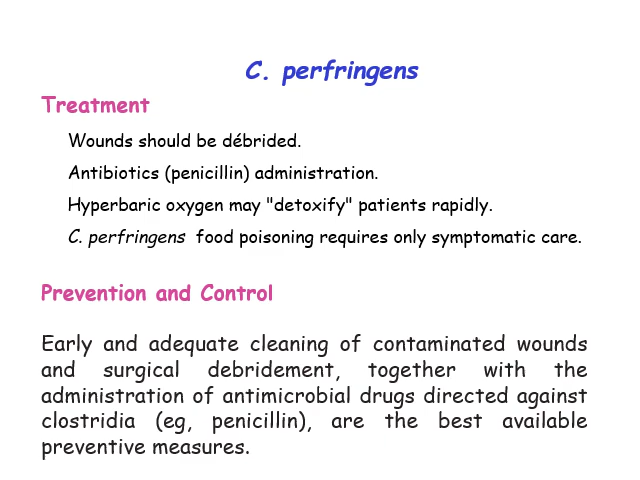 C. perfringens
Treatment
Wounds should be débrided.
Antibiotics (penicillin) administration.
Hyperbaric oxygen may "detoxify" patients rapidly.
C. perfringens food poisoning requires only symptomatic care.
Prevention and Control
Early and adequate cleaning of contaminated wounds
and surgical debridement, together with the
administration of antimicrobial drugs directed against
clostridia (eg, penicillin), are the best available
preventive measures.